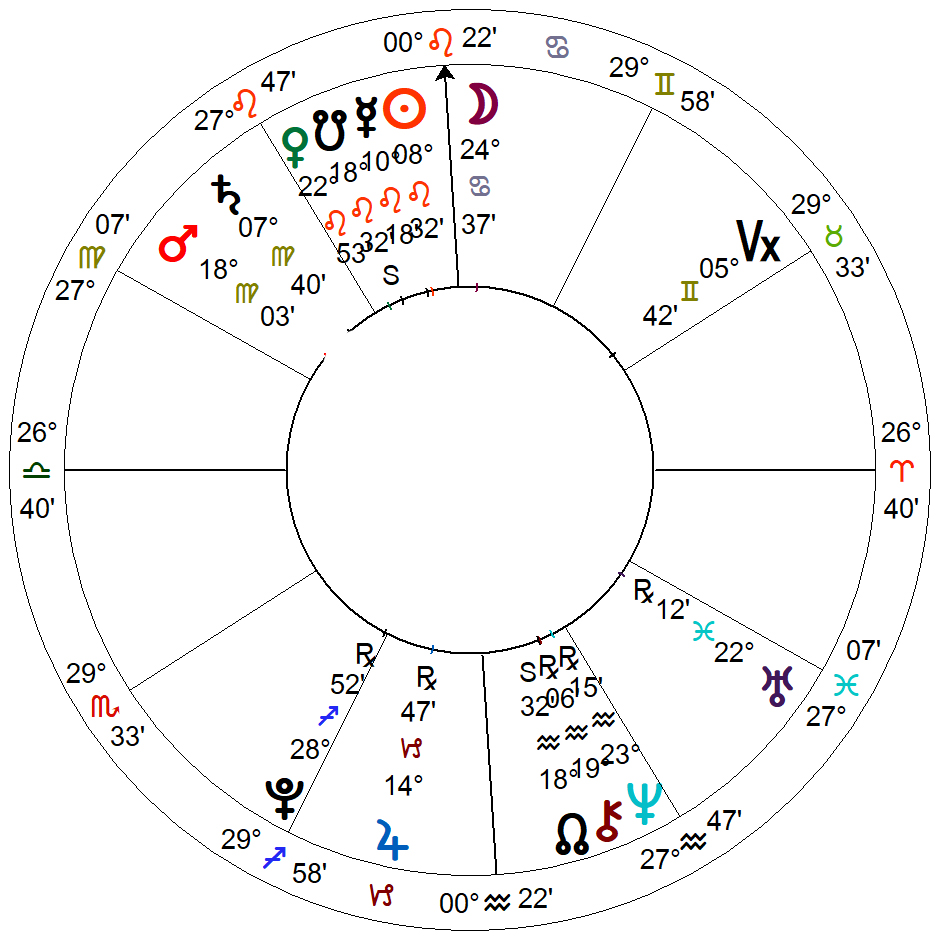 00° ♌ 22'
♋
29° ♊ 58'
29° ♉ 33'
26° ♈ 40'
07' ♓ 27°
27° ♒ 47'
00° ♒ 22'
♑
29° ♐ 58'
29° ♏ 33'
26° ♎ 40'
07' ♍ 27°
27° ♌ 47'
☽ 24° ♋ 37'
☉ 08° ♌ 32'
☿ 10° ♌ 18'
☋ 18° ♌ 32' S
♀ 22° ♌ 53'
♄ 07° ♍ 40'
♂ 18° ♍ 03'
Vx 05° ♊ 42'
♅ 22° ♓ 12' ℞
♆ 23° ♒ 15' ℞
⚷ 19° ♒ 06' ℞
☊ 18° ♒ 32' S
♃ 14° ♑ 47' ℞
♇ 28° ♐ 52' ℞